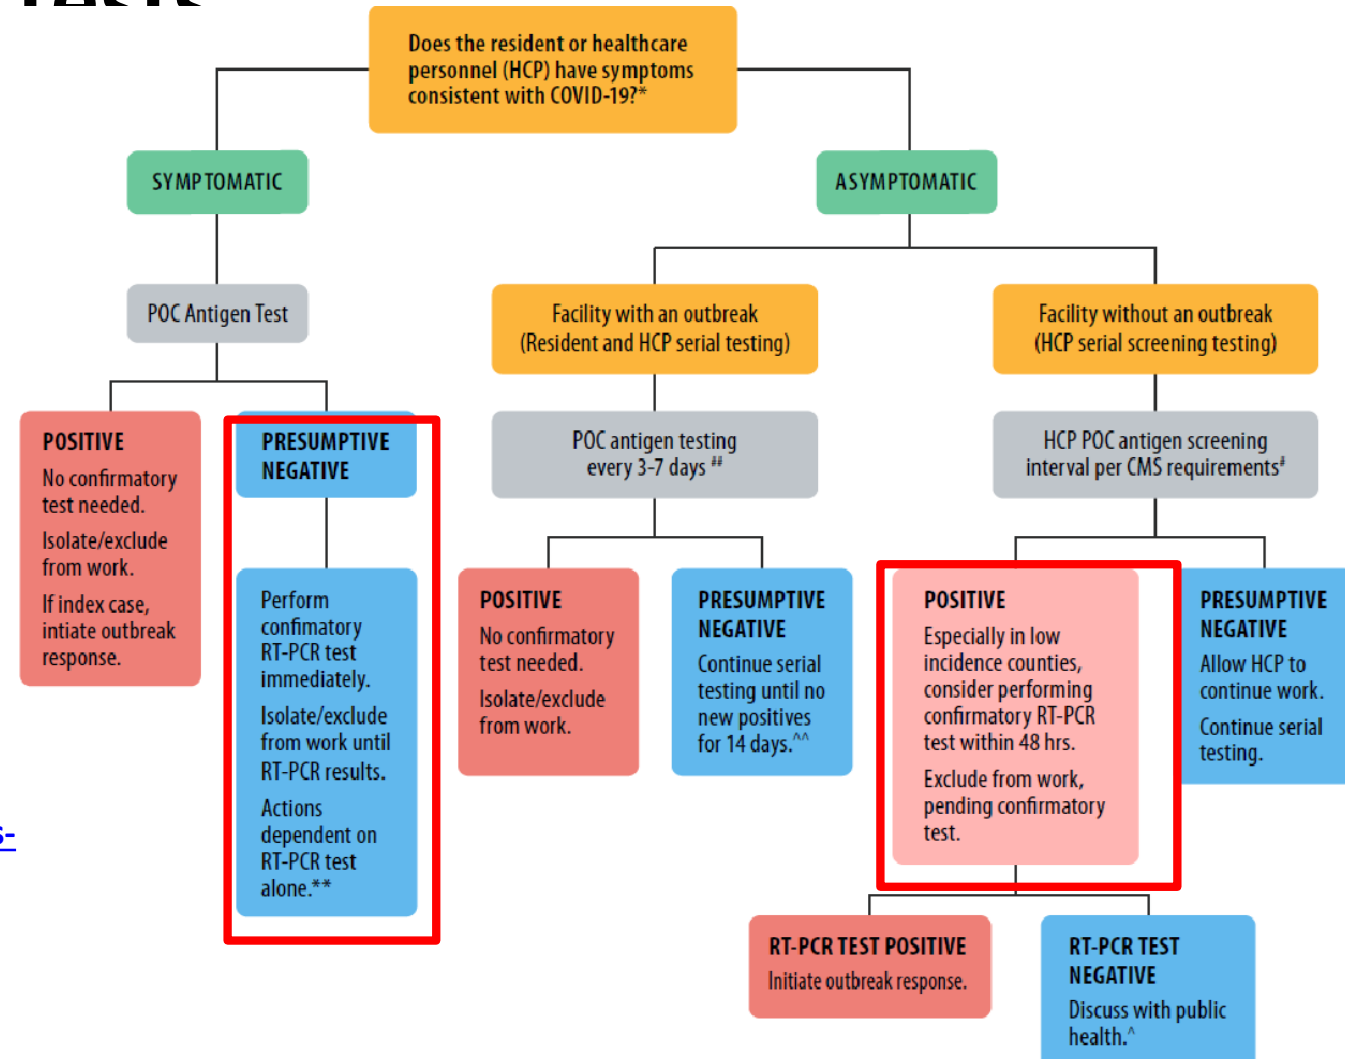 Does the resident or healthcare
personnel (HCP) have symptoms
consistent with COVID-19?*
SYMPTOMATIC
ASYMPTOMATIC
POC Antigen Test
Facility with an outbreak
(Resident and HCP serial testing)
Facility without an outbreak
(HCP serial screening testing)
POSITIVE
No confirmatory
test needed.
Isolate/exclude
from work.
If index case,
intiate outbreak
response.
PRESUMPTIVE
NEGATIVE
POC antigen testing
every 3-7 days ##
HCP POC antigen screening
interval per CMS requirements#
Perform
confimatory
RT-PCR test
immediately.
Isolate/exclude
from work until
RT-PCR results.
Actions
dependent on
RT-PCR test
alone.**
POSITIVE
No confirmatory
test needed.
Isolate/exclude
from work.
PRESUMPTIVE
NEGATIVE
Continue serial
testing until no
new positives
for 14 days.^^
POSITIVE
Especially in low
incidence counties,
consider performing
confirmatory RT-PCR
test within 48 hrs.
Exclude from work,
pending confirmatory
test.
PRESUMPTIVE
NEGATIVE
Allow HCP to
continue work.
Continue serial
testing.
s-
RT-PCR TEST POSITIVE
Initiate outbreak response.
RT-PCR TEST
NEGATIVE
Discuss with public
health.^